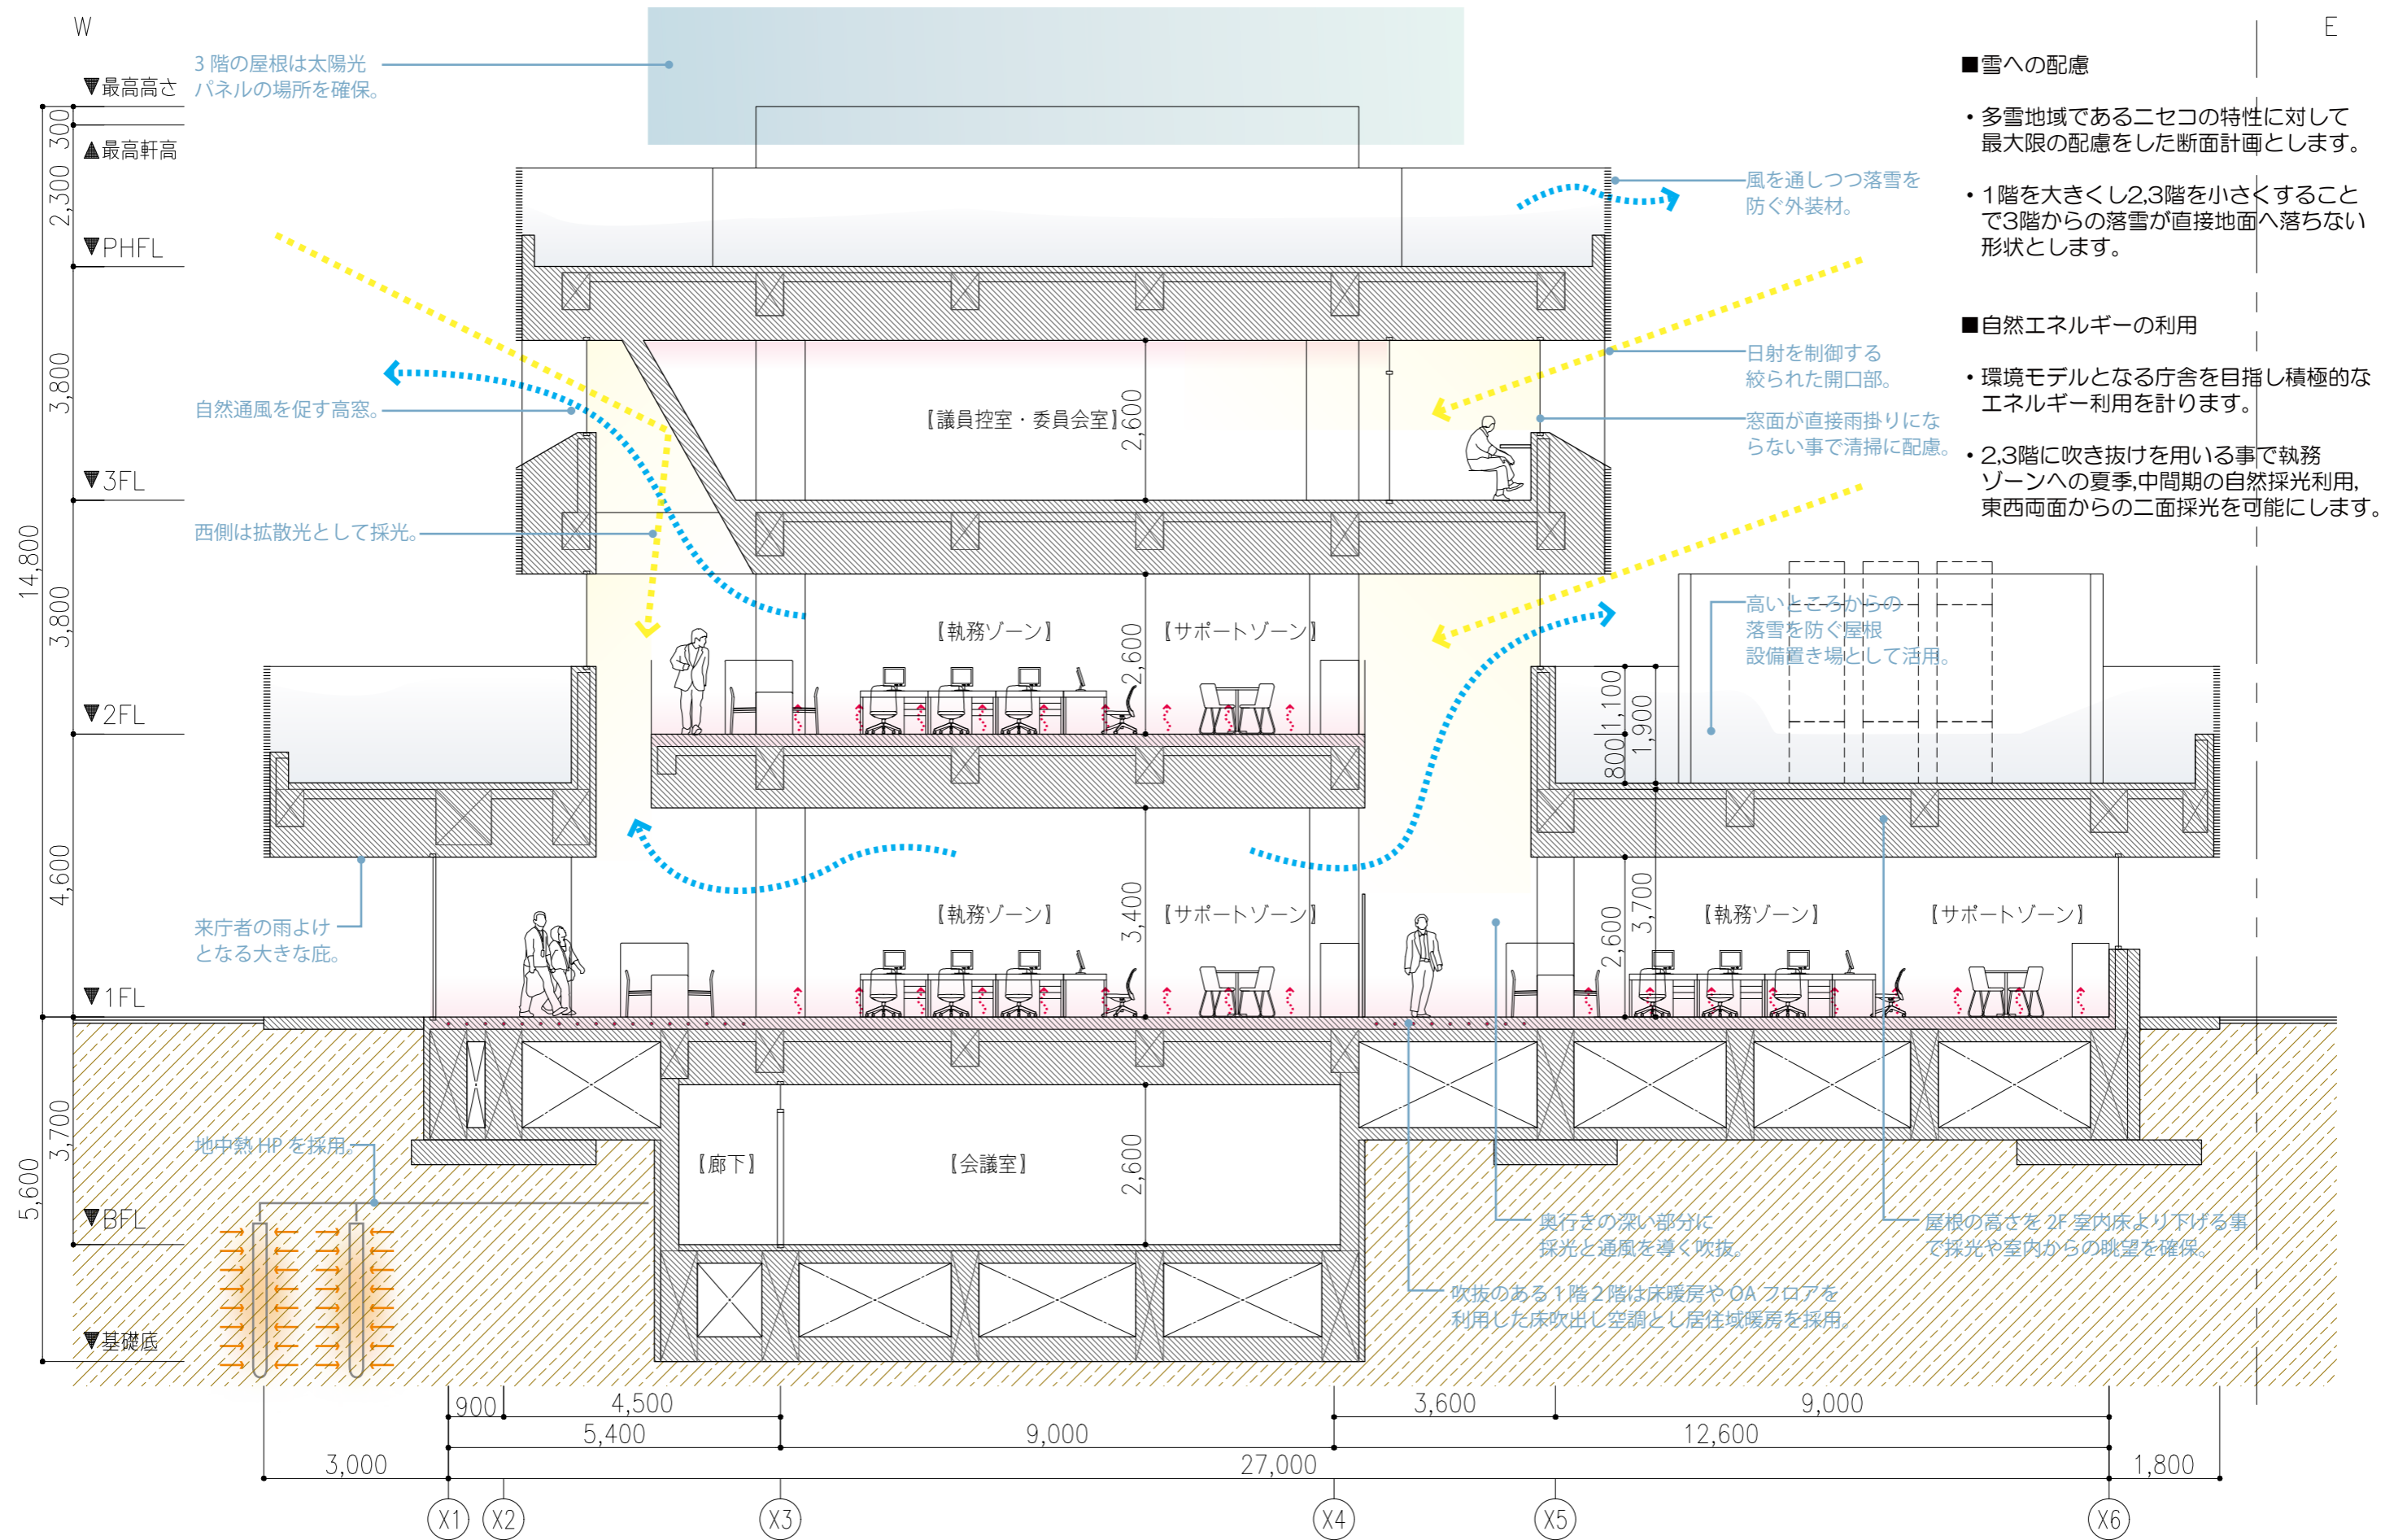 W
E
3階の屋根は太陽光
パネルの場所を確保。
▼最高高さ
300
▲最高軒高
2,300
▼PHFL
3,800
自然通風を促す高窓。
▼3FL
西側は拡散光として採光。
14,800
3,800
▼2FL
4,600
来庁者の雨よけ
となる大きな庇。
▼1FL
3,700
5,600
地中熱HPを採用。
▼BFL
▼基礎底
■雪への配慮
・多雪地域であるニセコの特性に対して
最大限の配慮をした断面計画とします。
・1階を大きくし2,3階を小さくすること
で3階からの落雪が直接地面へ落ちない
形状とします。
■自然エネルギーの利用
・環境モデルとなる庁舎を目指し積極的な
エネルギー利用を計ります。
・2,3階に吹き抜けを用いる事で執務
ゾーンへの夏季,中間期の自然採光利用,
東西両面からの二面採光を可能にします。
風を通しつつ落雪を
防ぐ外装材。
日射を制御する
絞られた開口部。
窓面が直接雨掛りにな
らない事で清掃に配慮。
【議員控室・委員会室】
2,600
【執務ゾーン】
2,600
【サポートゾーン】
高いところからの
落雪を防ぐ屋根
設備置き場として活用。
1,100
800
1,900
【執務ゾーン】
3,400
【サポートゾーン】
2,600
3,700
【執務ゾーン】
【サポートゾーン】
【廊下】
【会議室】
2,600
奥行きの深い部分に
採光と通風を導く吹抜。
屋根の高さを2F室内床より下げる事
で採光や室内からの眺望を確保。
吹抜のある1階2階は床暖房やOAフロアを
利用した床吹出し空調とし居住域暖房を採用。
900
4,500
3,600
9,000
5,400
9,000
12,600
3,000
27,000
1,800
X1
X2
X3
X4
X5
X6